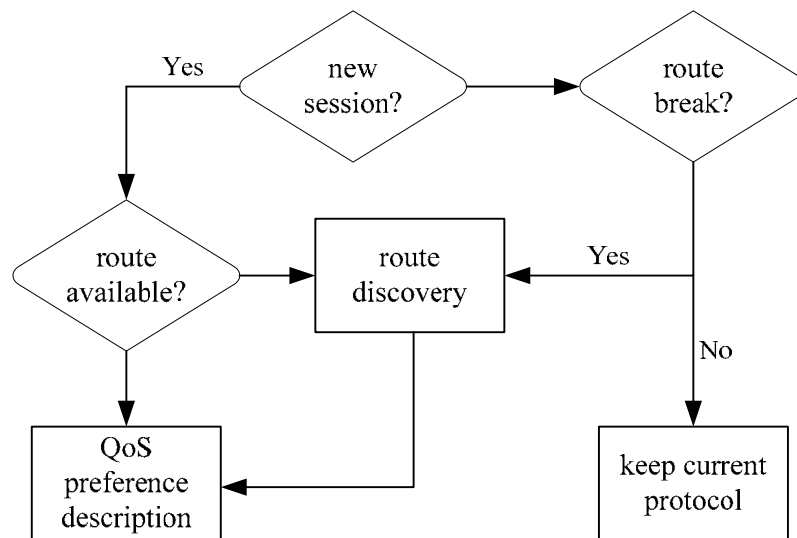 Yes
new
session?
route
break?
route
available?
route
discovery
Yes
No
QoS
preference
description
keep current
protocol